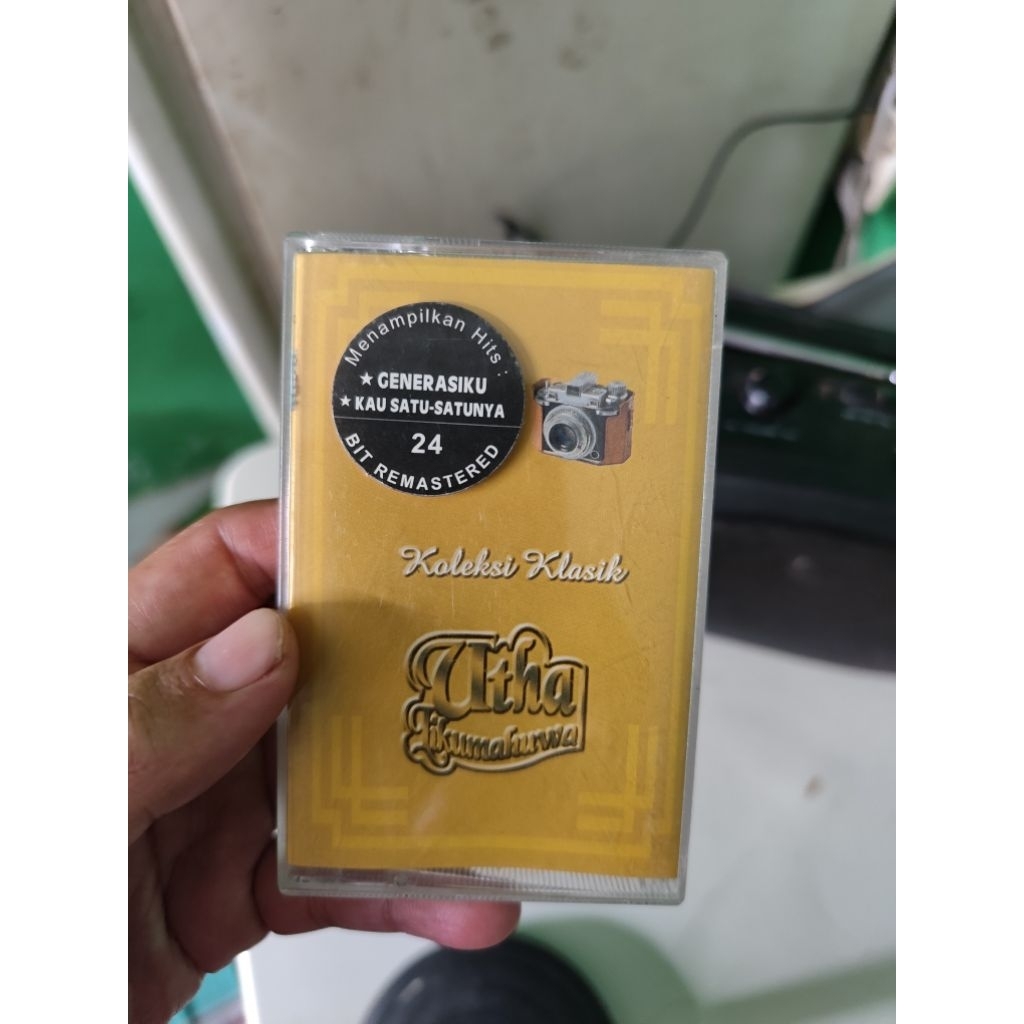 Menampilkan Hits :
★ GENERASIKU
★ KAU SATU-SATUNYA
24
BIT REMASTERED
Koleksi Klasik
Utha
Likumahuwa